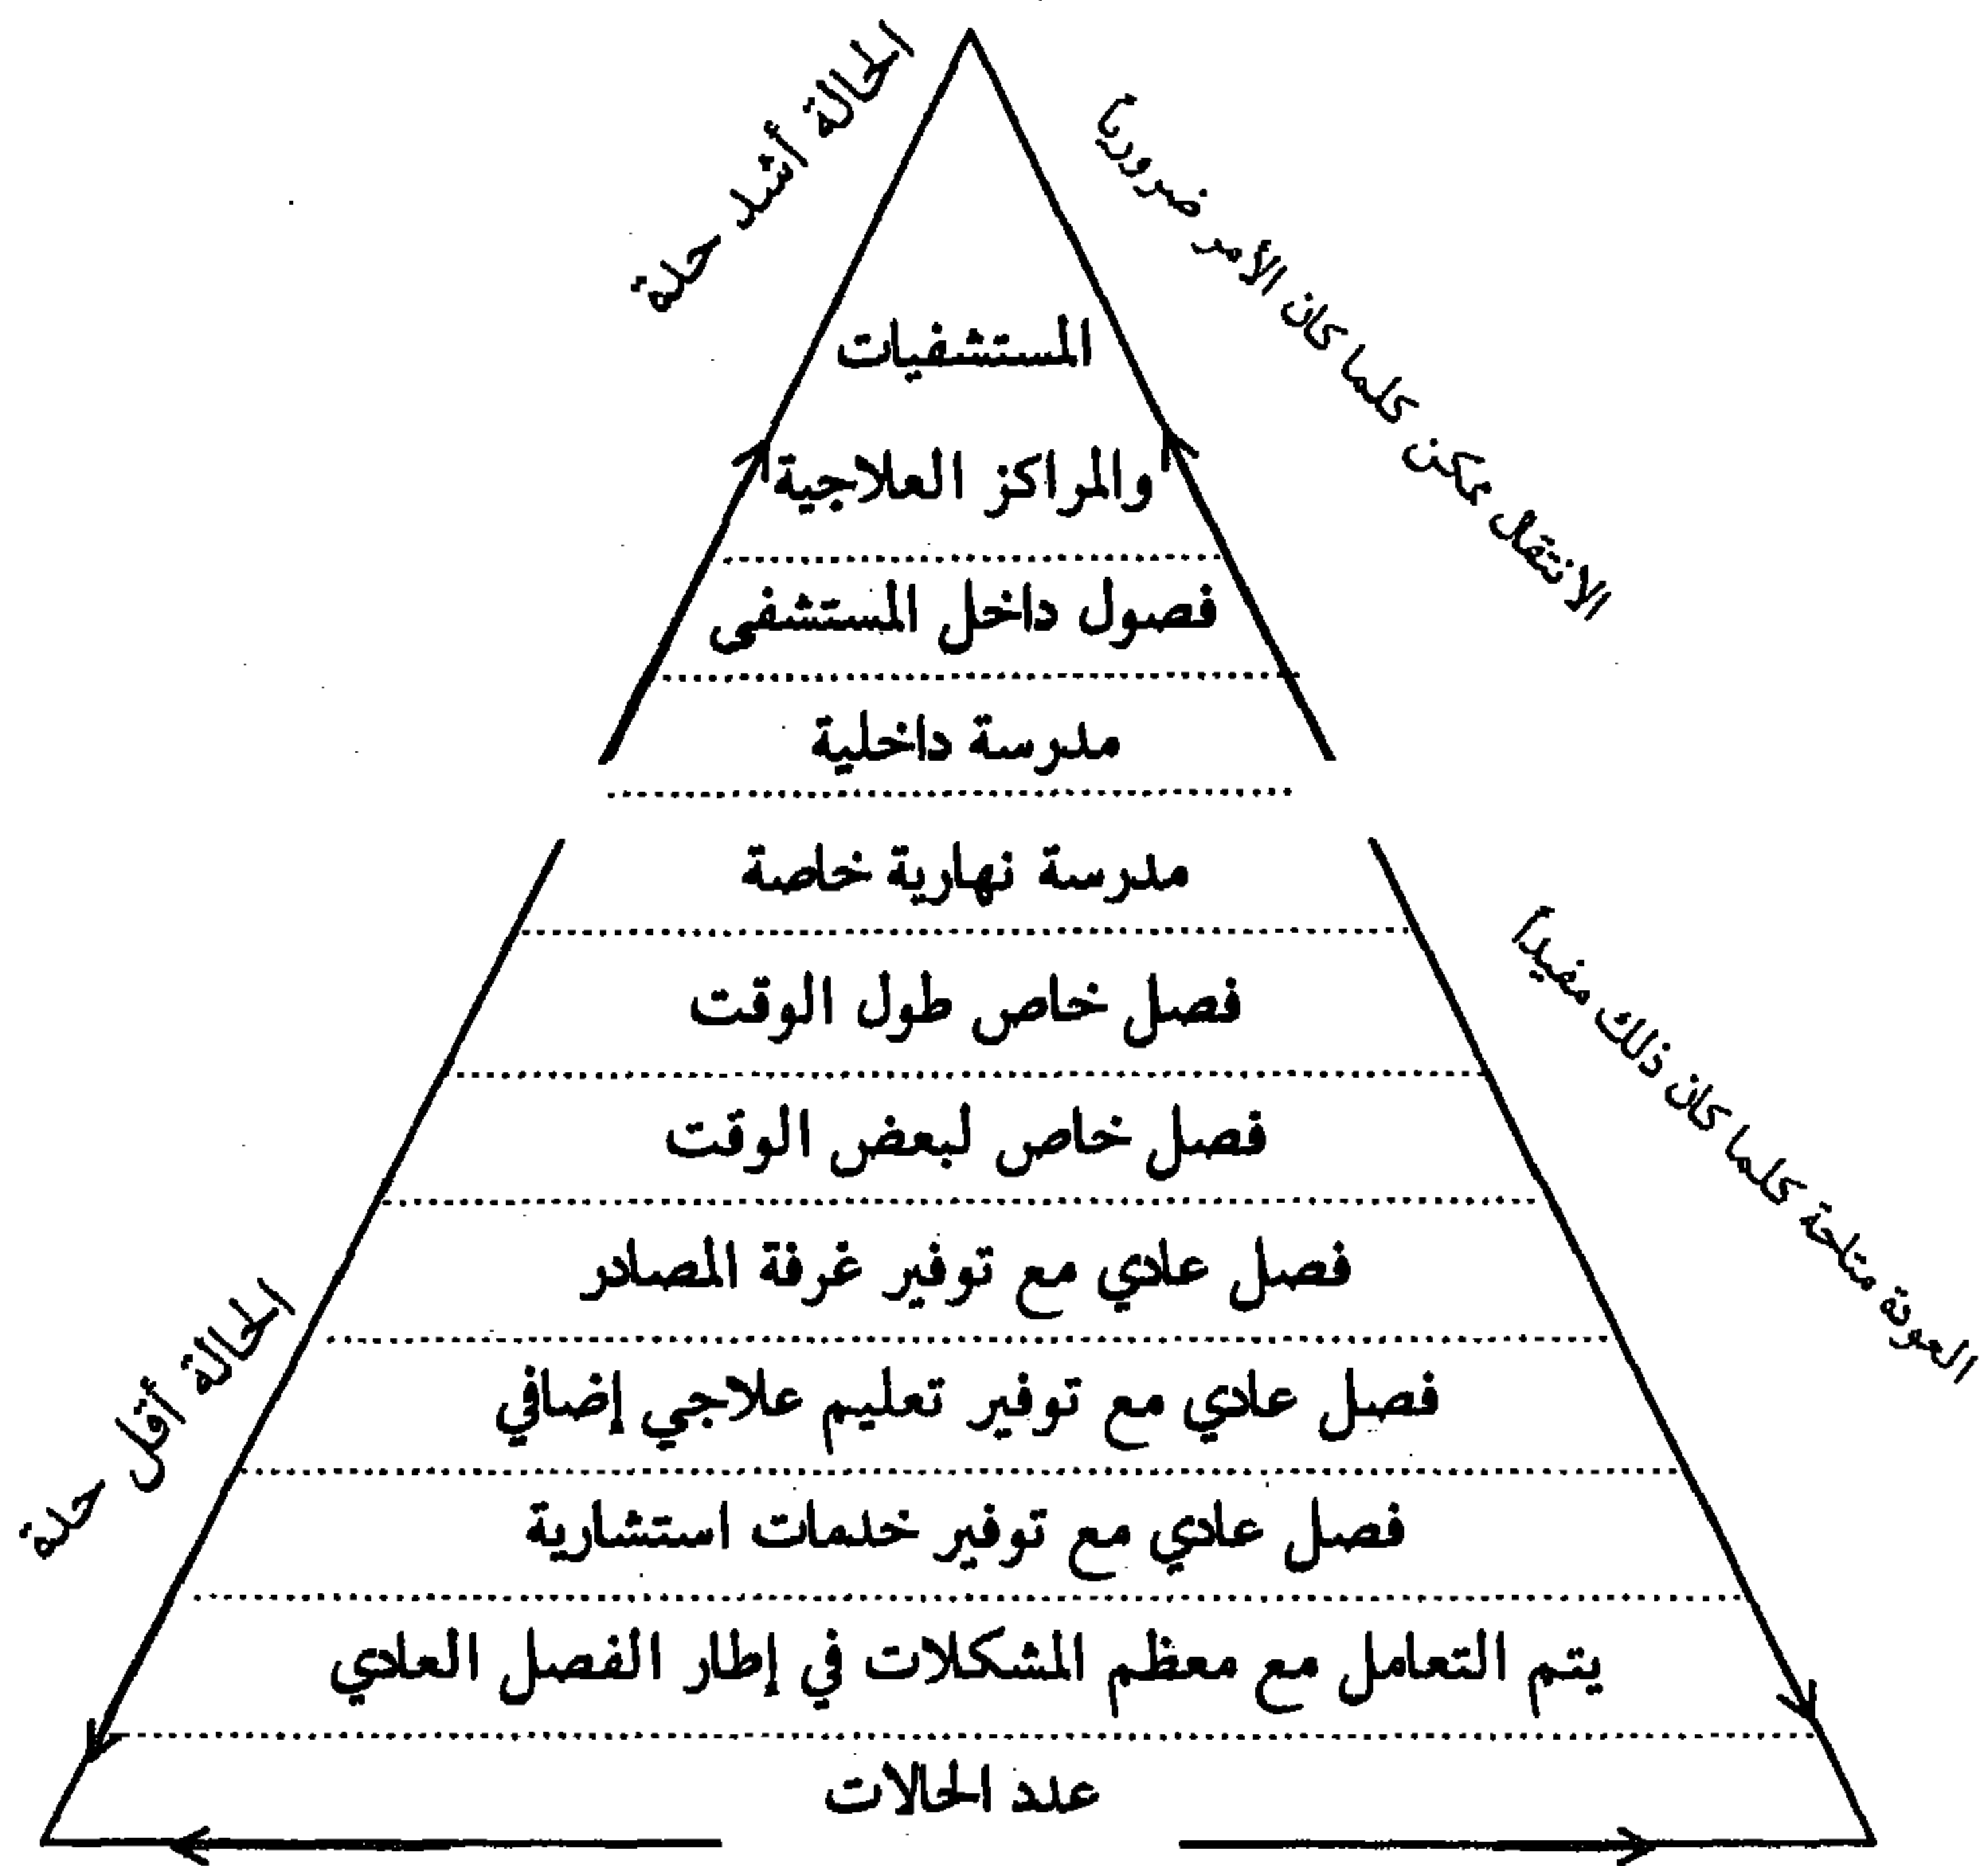 الحالة أشد حدة
الانتقال ممكن كلما كان الأمر ضرورياً
المستشفيات
والمراكز العلاجية
فصول داخل المستشفى
مدرسة داخلية
مدرسة نهارية خاصة
فصل خاص طول الوقت
فصل خاص لبعض الوقت
فصل عادي مع توفير غرفة المصادر
فصل عادي مع توفير تعليم علاجي إضافي
فصل عادي مع توفير خدمات استشارية
يتم التعامل مع معظم المشكلات في إطار الفصل العادي
عدد الحالات
الحالة أقل حدة
العودة متاحة كلما كان ذلك مفيداً